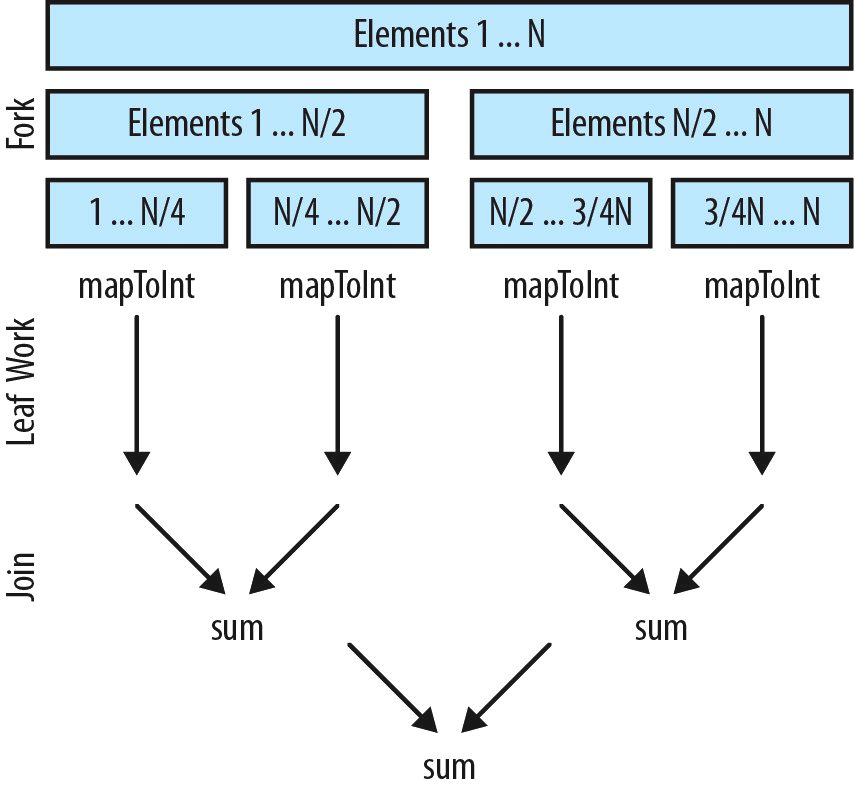 Elements 1 ... N
Fork
Elements 1 ... N/2
Elements N/2 ... N
1 ... N/4
N/4 ... N/2
N/2 ... 3/4N
3/4N ... N
mapToInt
mapToInt
mapToInt
mapToInt
Leaf Work
Join
sum
sum
sum